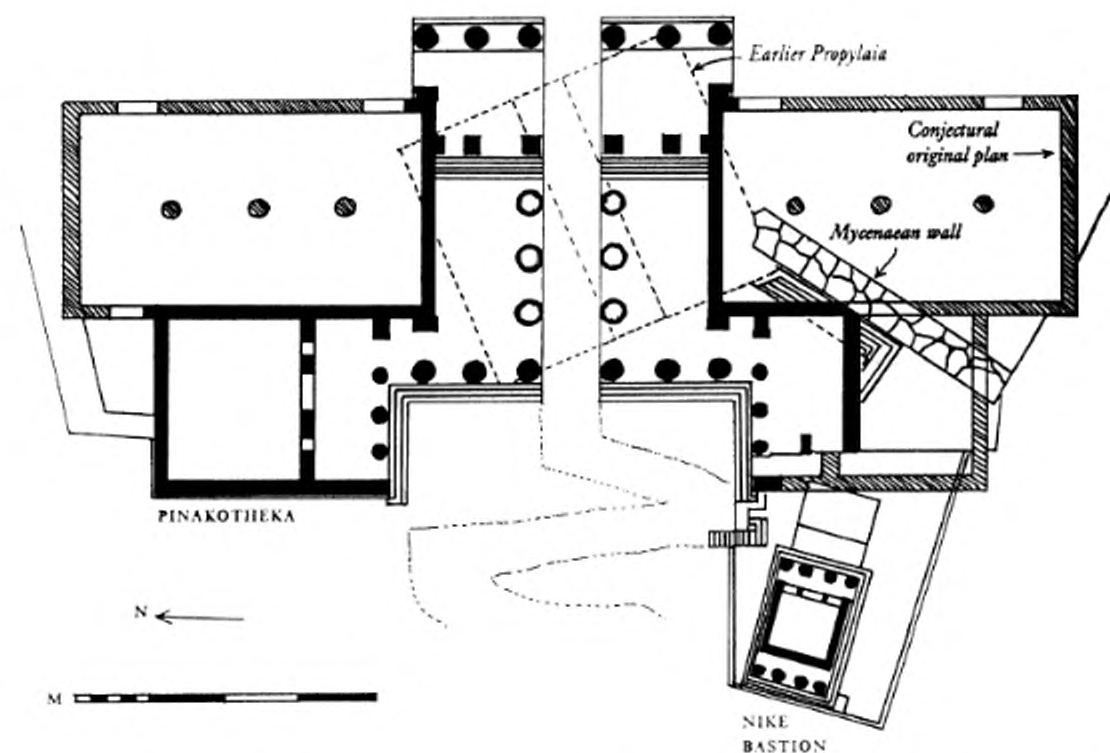 Earlier Propylaia
Conjectural
original plan
Mycenaean wall
PINAKOTHEKA
N
M
NIKE
BASTION